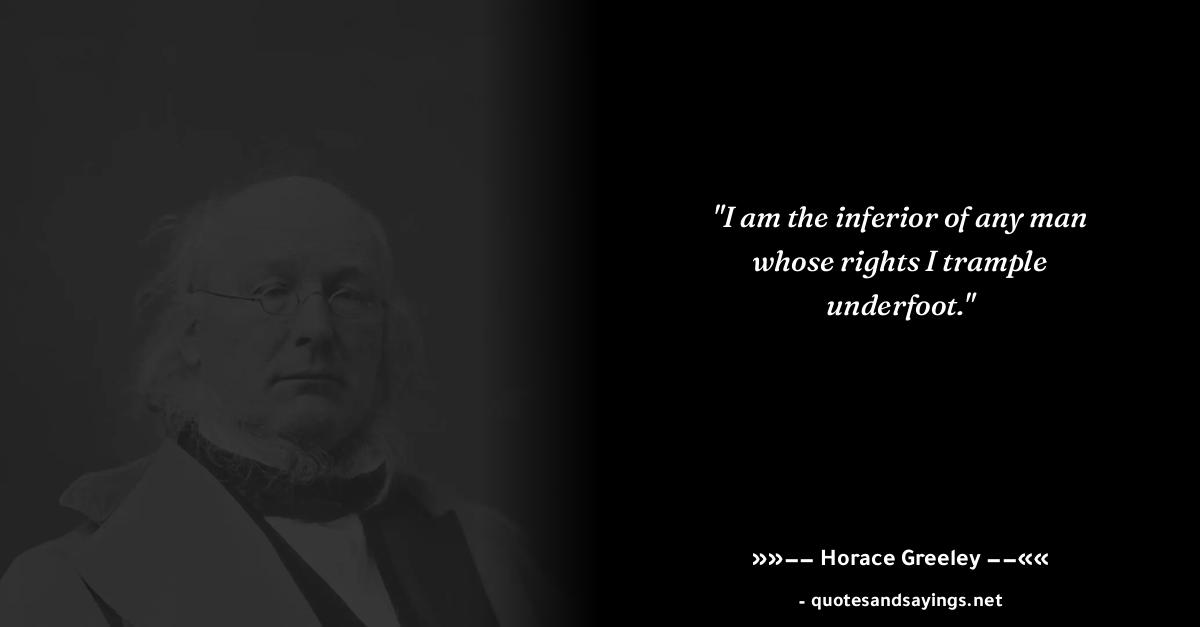 "I am the inferior of any man
whose rights I trample
underfoot."
»»−− Horace Greeley −−««
- quotesandsayings.net